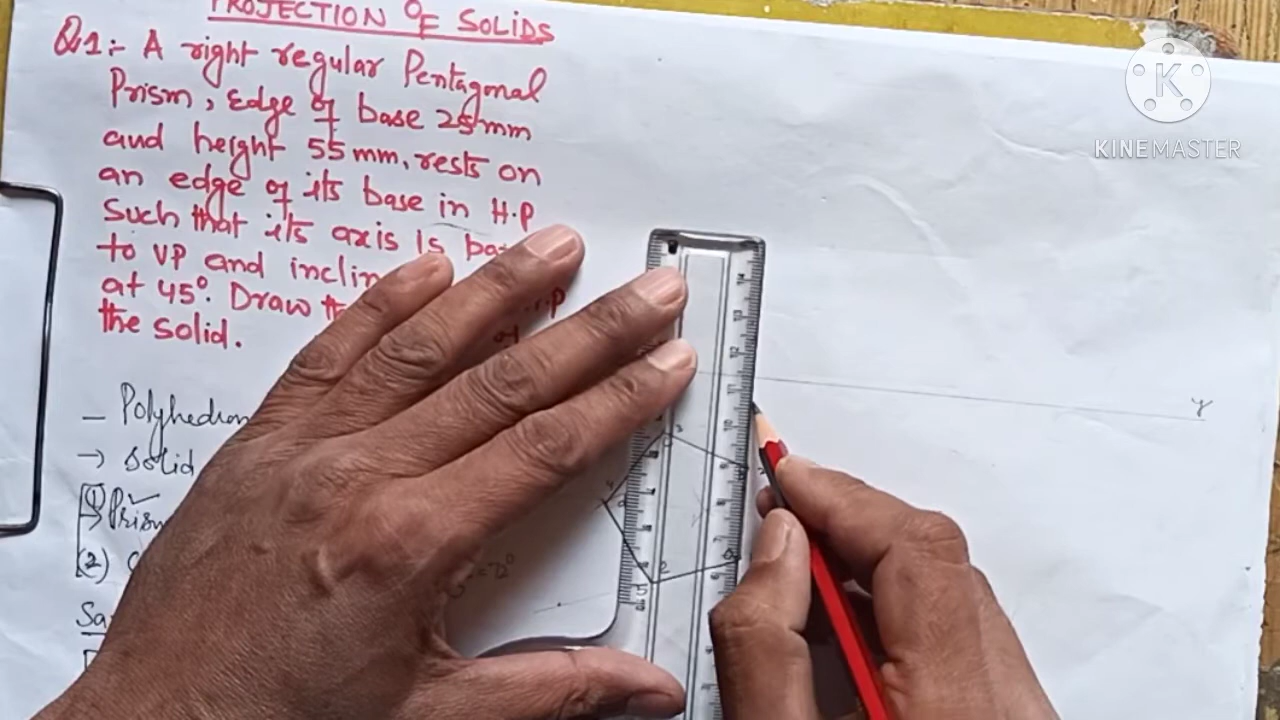 PROJECTION OF SOLIDS
Q.1:- A right regular Pentagonal
Prism, Edge of base 25mm
and height 55mm, rests on
an edge of its base in H.P
Such that its axis is
to VP and
at 45°. Draw
the solid.
- Polyhedron
→ Solid
(1) Prism
(2)
= 72°
Y
KINEMASTER